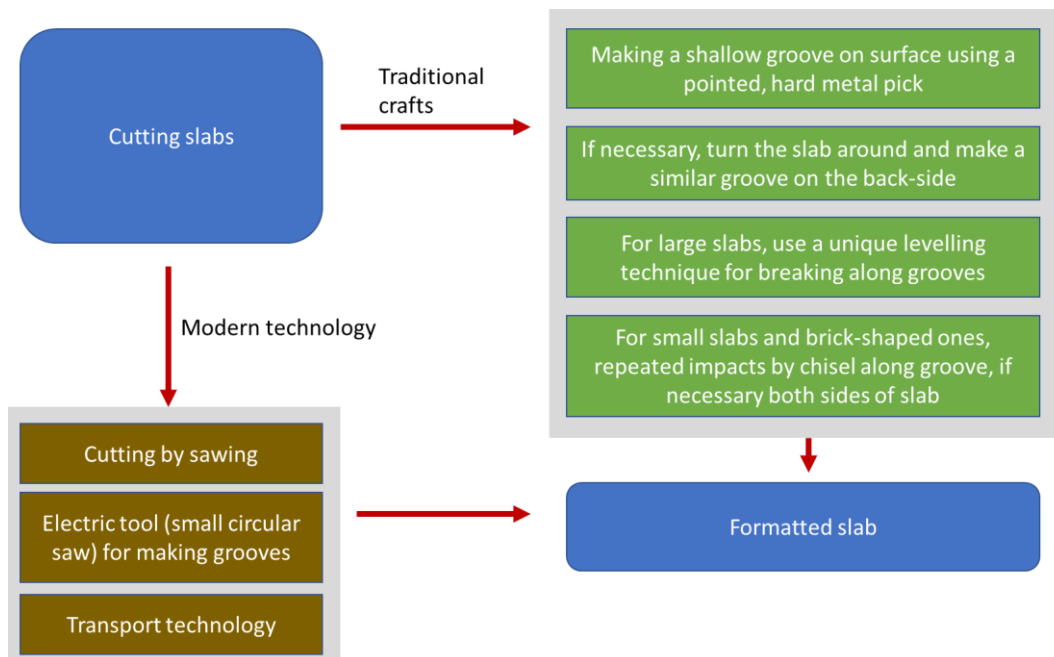 Cutting slabs
Traditional
crafts
Making a shallow groove on surface using a
pointed, hard metal pick
If necessary, turn the slab around and make a
similar groove on the back-side
For large slabs, use a unique levelling
technique for breaking along grooves
For small slabs and brick-shaped ones,
repeated impacts by chisel along groove, if
necessary both sides of slab
Modern technology
Cutting by sawing
Electric tool (small circular
saw) for making grooves
Transport technology
Formatted slab